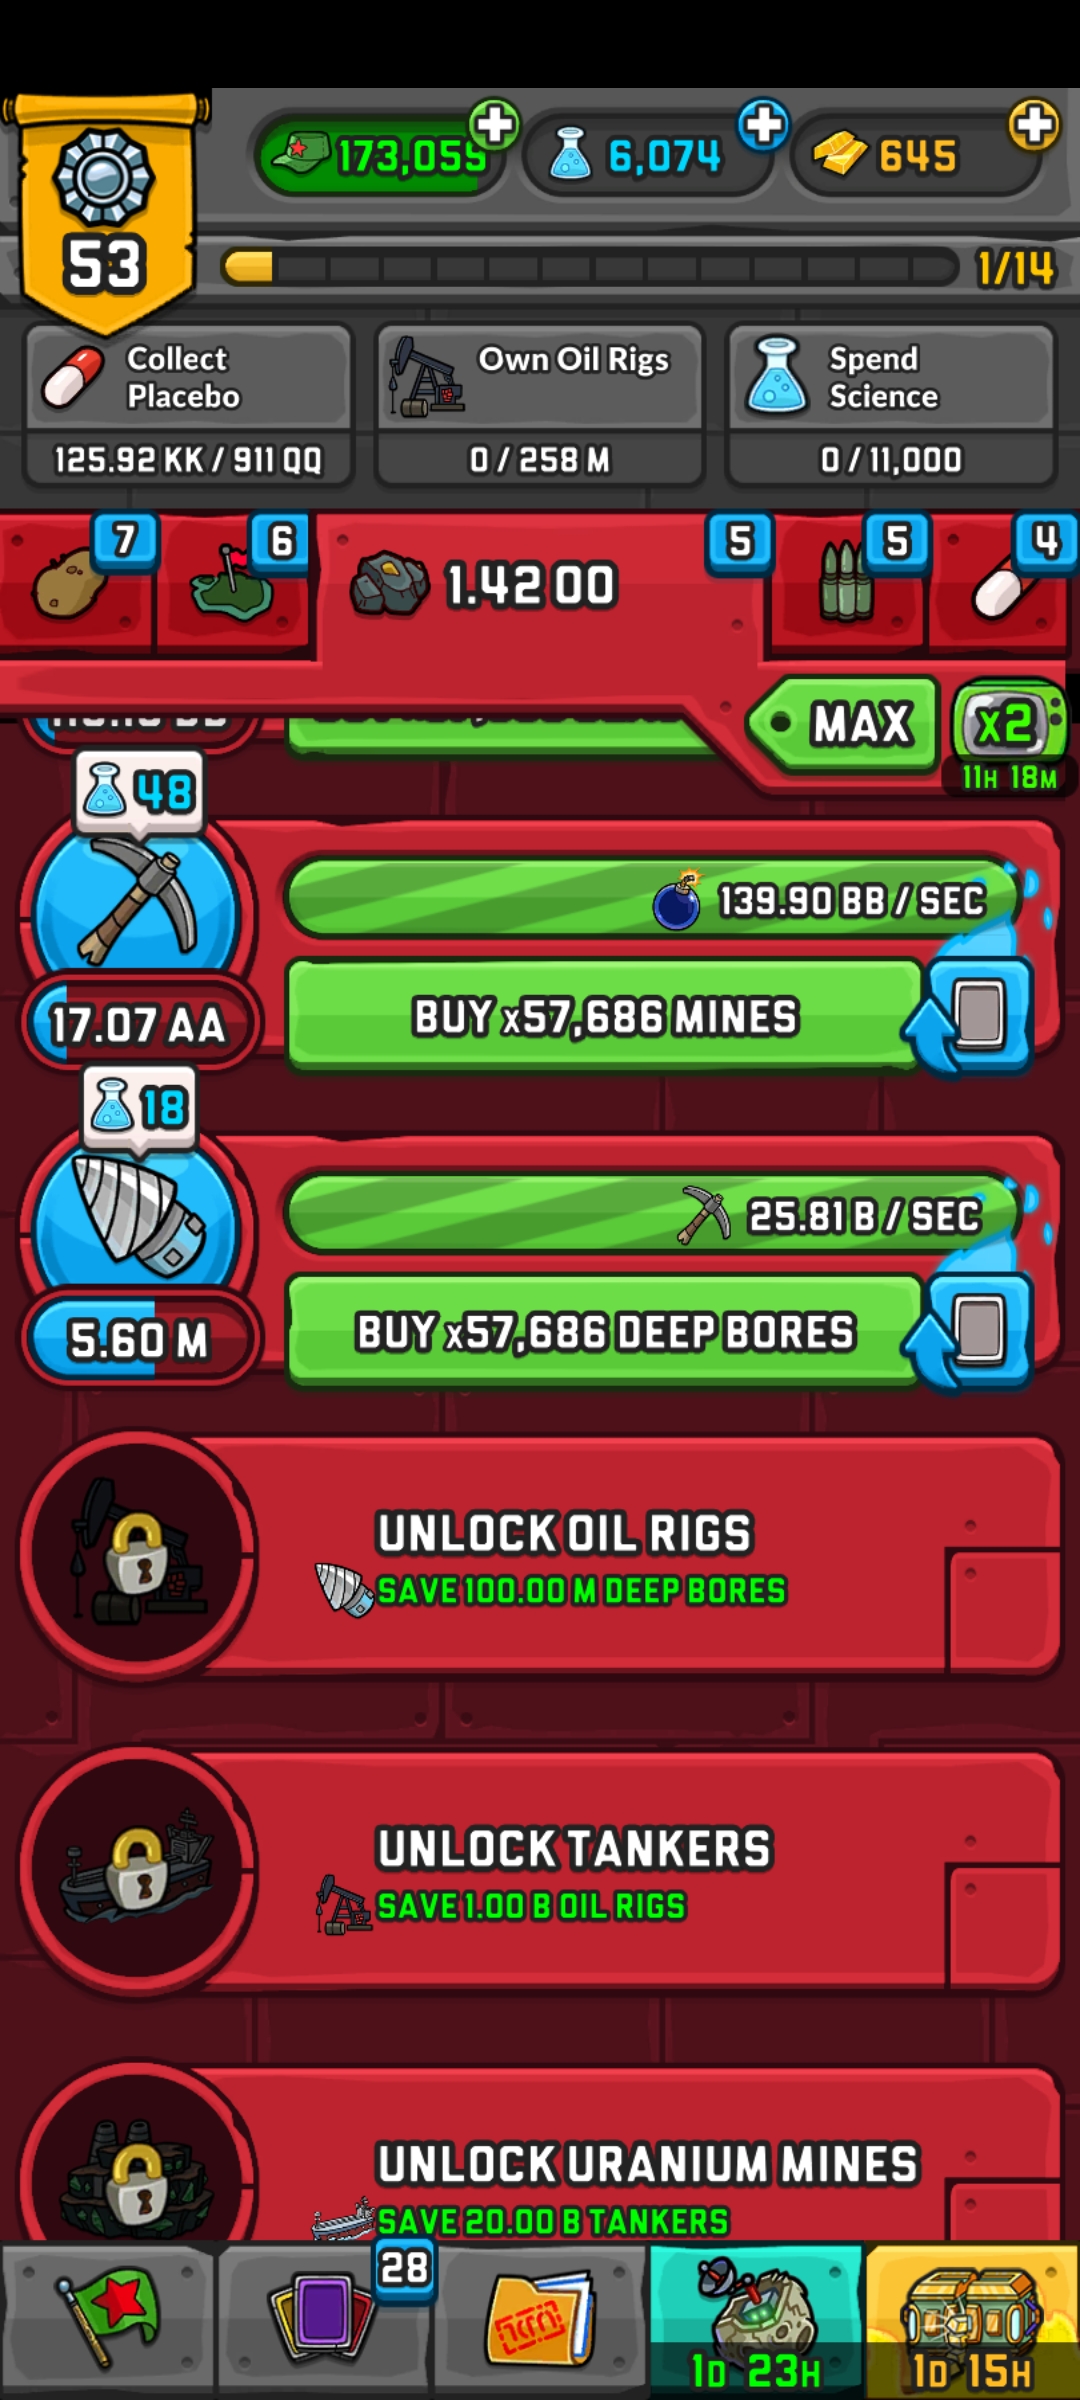 173,059
6,074
645
53
1/14
Collect
Placebo
125.92 KK / 911 QQ
Own Oil Rigs
0 / 258 M
Spend
Science
0 / 11,000
7
6
1.42 OO
5
5
4
MAX
x2
11H 18M
48
139.90 BB / SEC
17.07 AA
BUY x57,686 MINES
18
25.81 B / SEC
5.60 M
BUY x57,686 DEEP BORES
UNLOCK OIL RIGS
SAVE 100.00 M DEEP BORES
UNLOCK TANKERS
SAVE 1.00 B OIL RIGS
UNLOCK URANIUM MINES
SAVE 20.00 B TANKERS
28
1D 23H
1D 15H